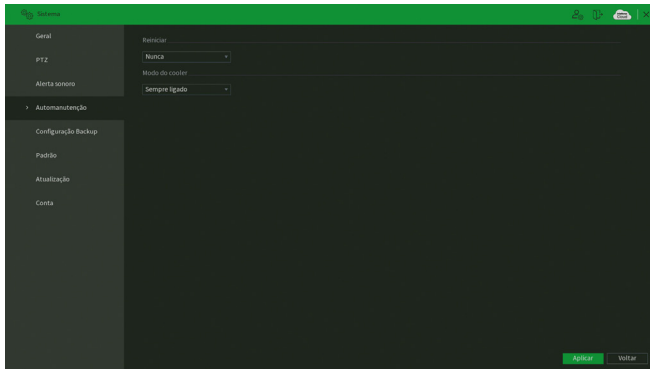 Sistema
Geral
PTZ
Alerta sonoro
> Automanutenção
Configuração Backup
Padrão
Atualização
Conta
Reiniciar
Nunca
Modo do cooler
Sempre ligado
Aplicar
Voltar